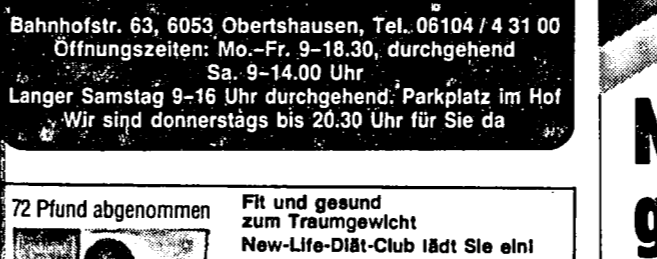 Bahnhofstr. 63, 6053 Obertshausen, Tel. 06104 / 4 31 00
Öffnungszeiten: Mo.–Fr. 9–18.30, durchgehend
Sa. 9–14.00 Uhr
Langer Samstag 9–16 Uhr durchgehend. Parkplatz im Hof
Wir sind donnerstags bis 20.30 Uhr für Sie da
72 Pfund abgenommen
Fit und gesund
zum Traumgewicht
New-Life-Diät-Club lädt Sie ein!